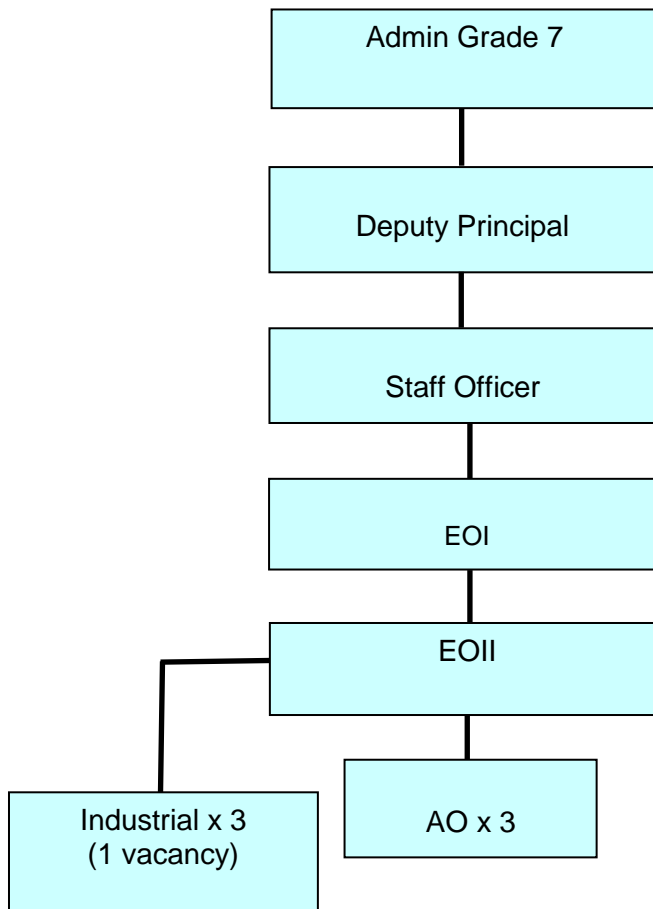 Admin Grade 7
Deputy Principal
Staff Officer
EOI
EOII
Industrial x 3
(1 vacancy)
AO x 3